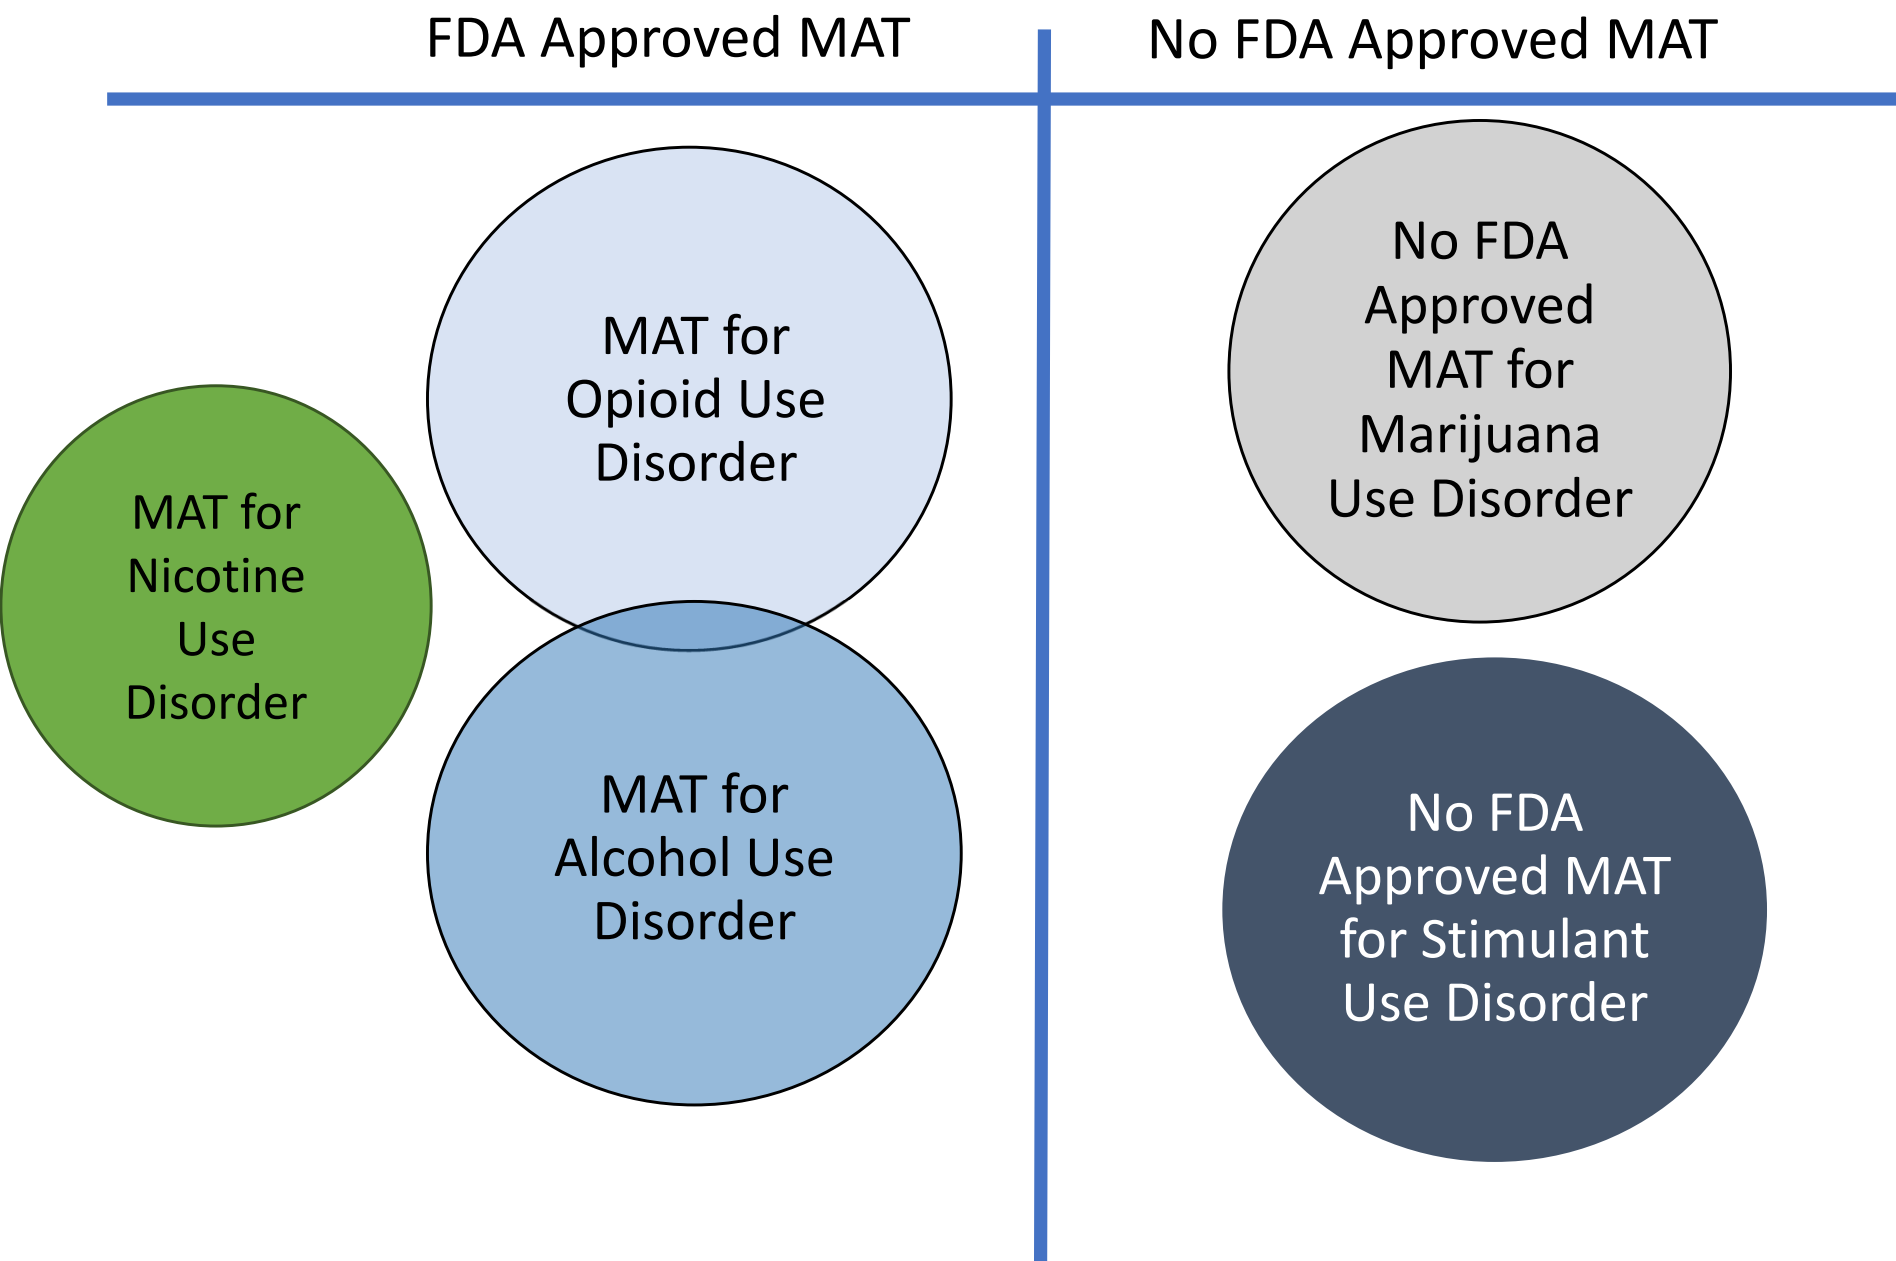 FDA Approved MAT
No FDA Approved MAT
MAT for
Opioid Use
Disorder
MAT for
Nicotine
Use
Disorder
MAT for
Alcohol Use
Disorder
No FDA
Approved
MAT for
Marijuana
Use Disorder
No FDA
Approved MAT
for Stimulant
Use Disorder